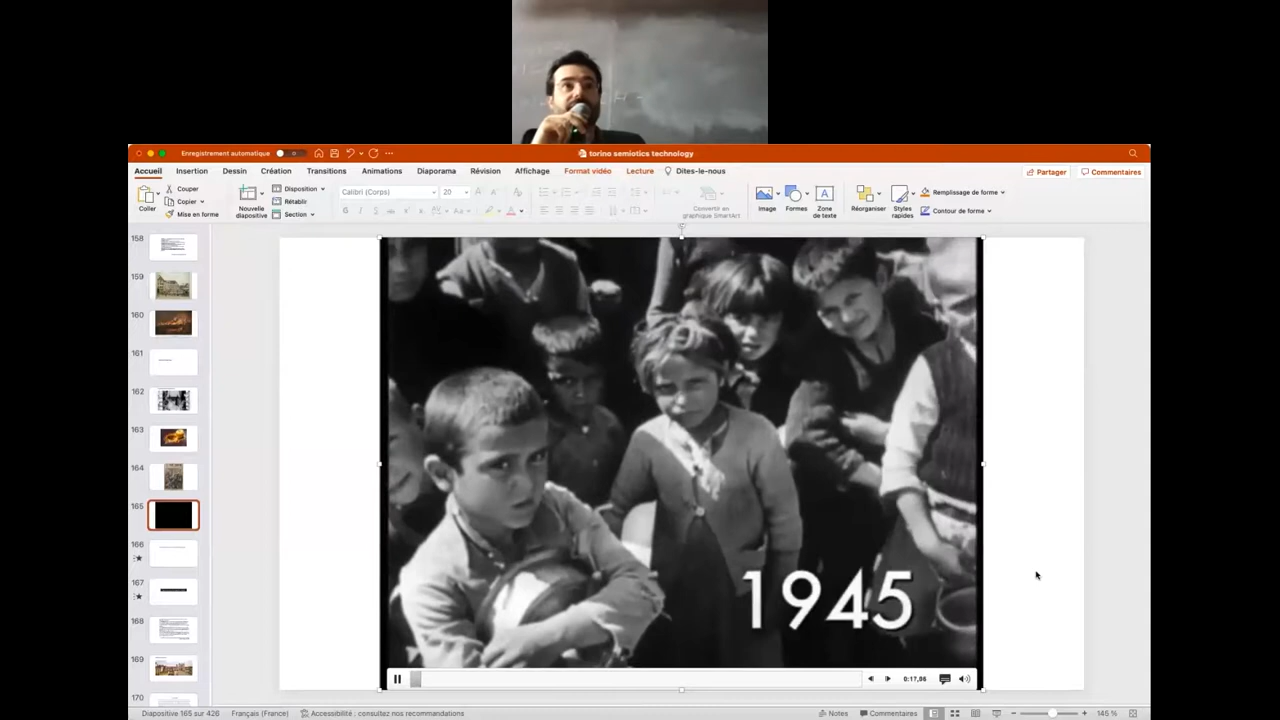 Enregistrement automatique
torino semiotics technology
Accueil Insertion Dessin Création Transitions Animations Diaporama Révision Affichage Format vidéo Lecture Dites-le-nous Partager Commentaires
Coller
Couper
Copier
Mise en forme
Nouvelle
diapositive
Disposition
Rétablir
Section
Calibri (Corps) 20
G I S
Convertir en
graphique SmartArt
Image
Formes
Zone
de texte
Réorganiser
Styles
rapides
Remplissage de forme
Contour de forme
158
159
160
161
162
163
164
165
166
167
168
169
170
1945
0:17,06
Diapositive 165 sur 426 Français (France) Accessibilité : consultez nos recommandations Notes Commentaires 145 %